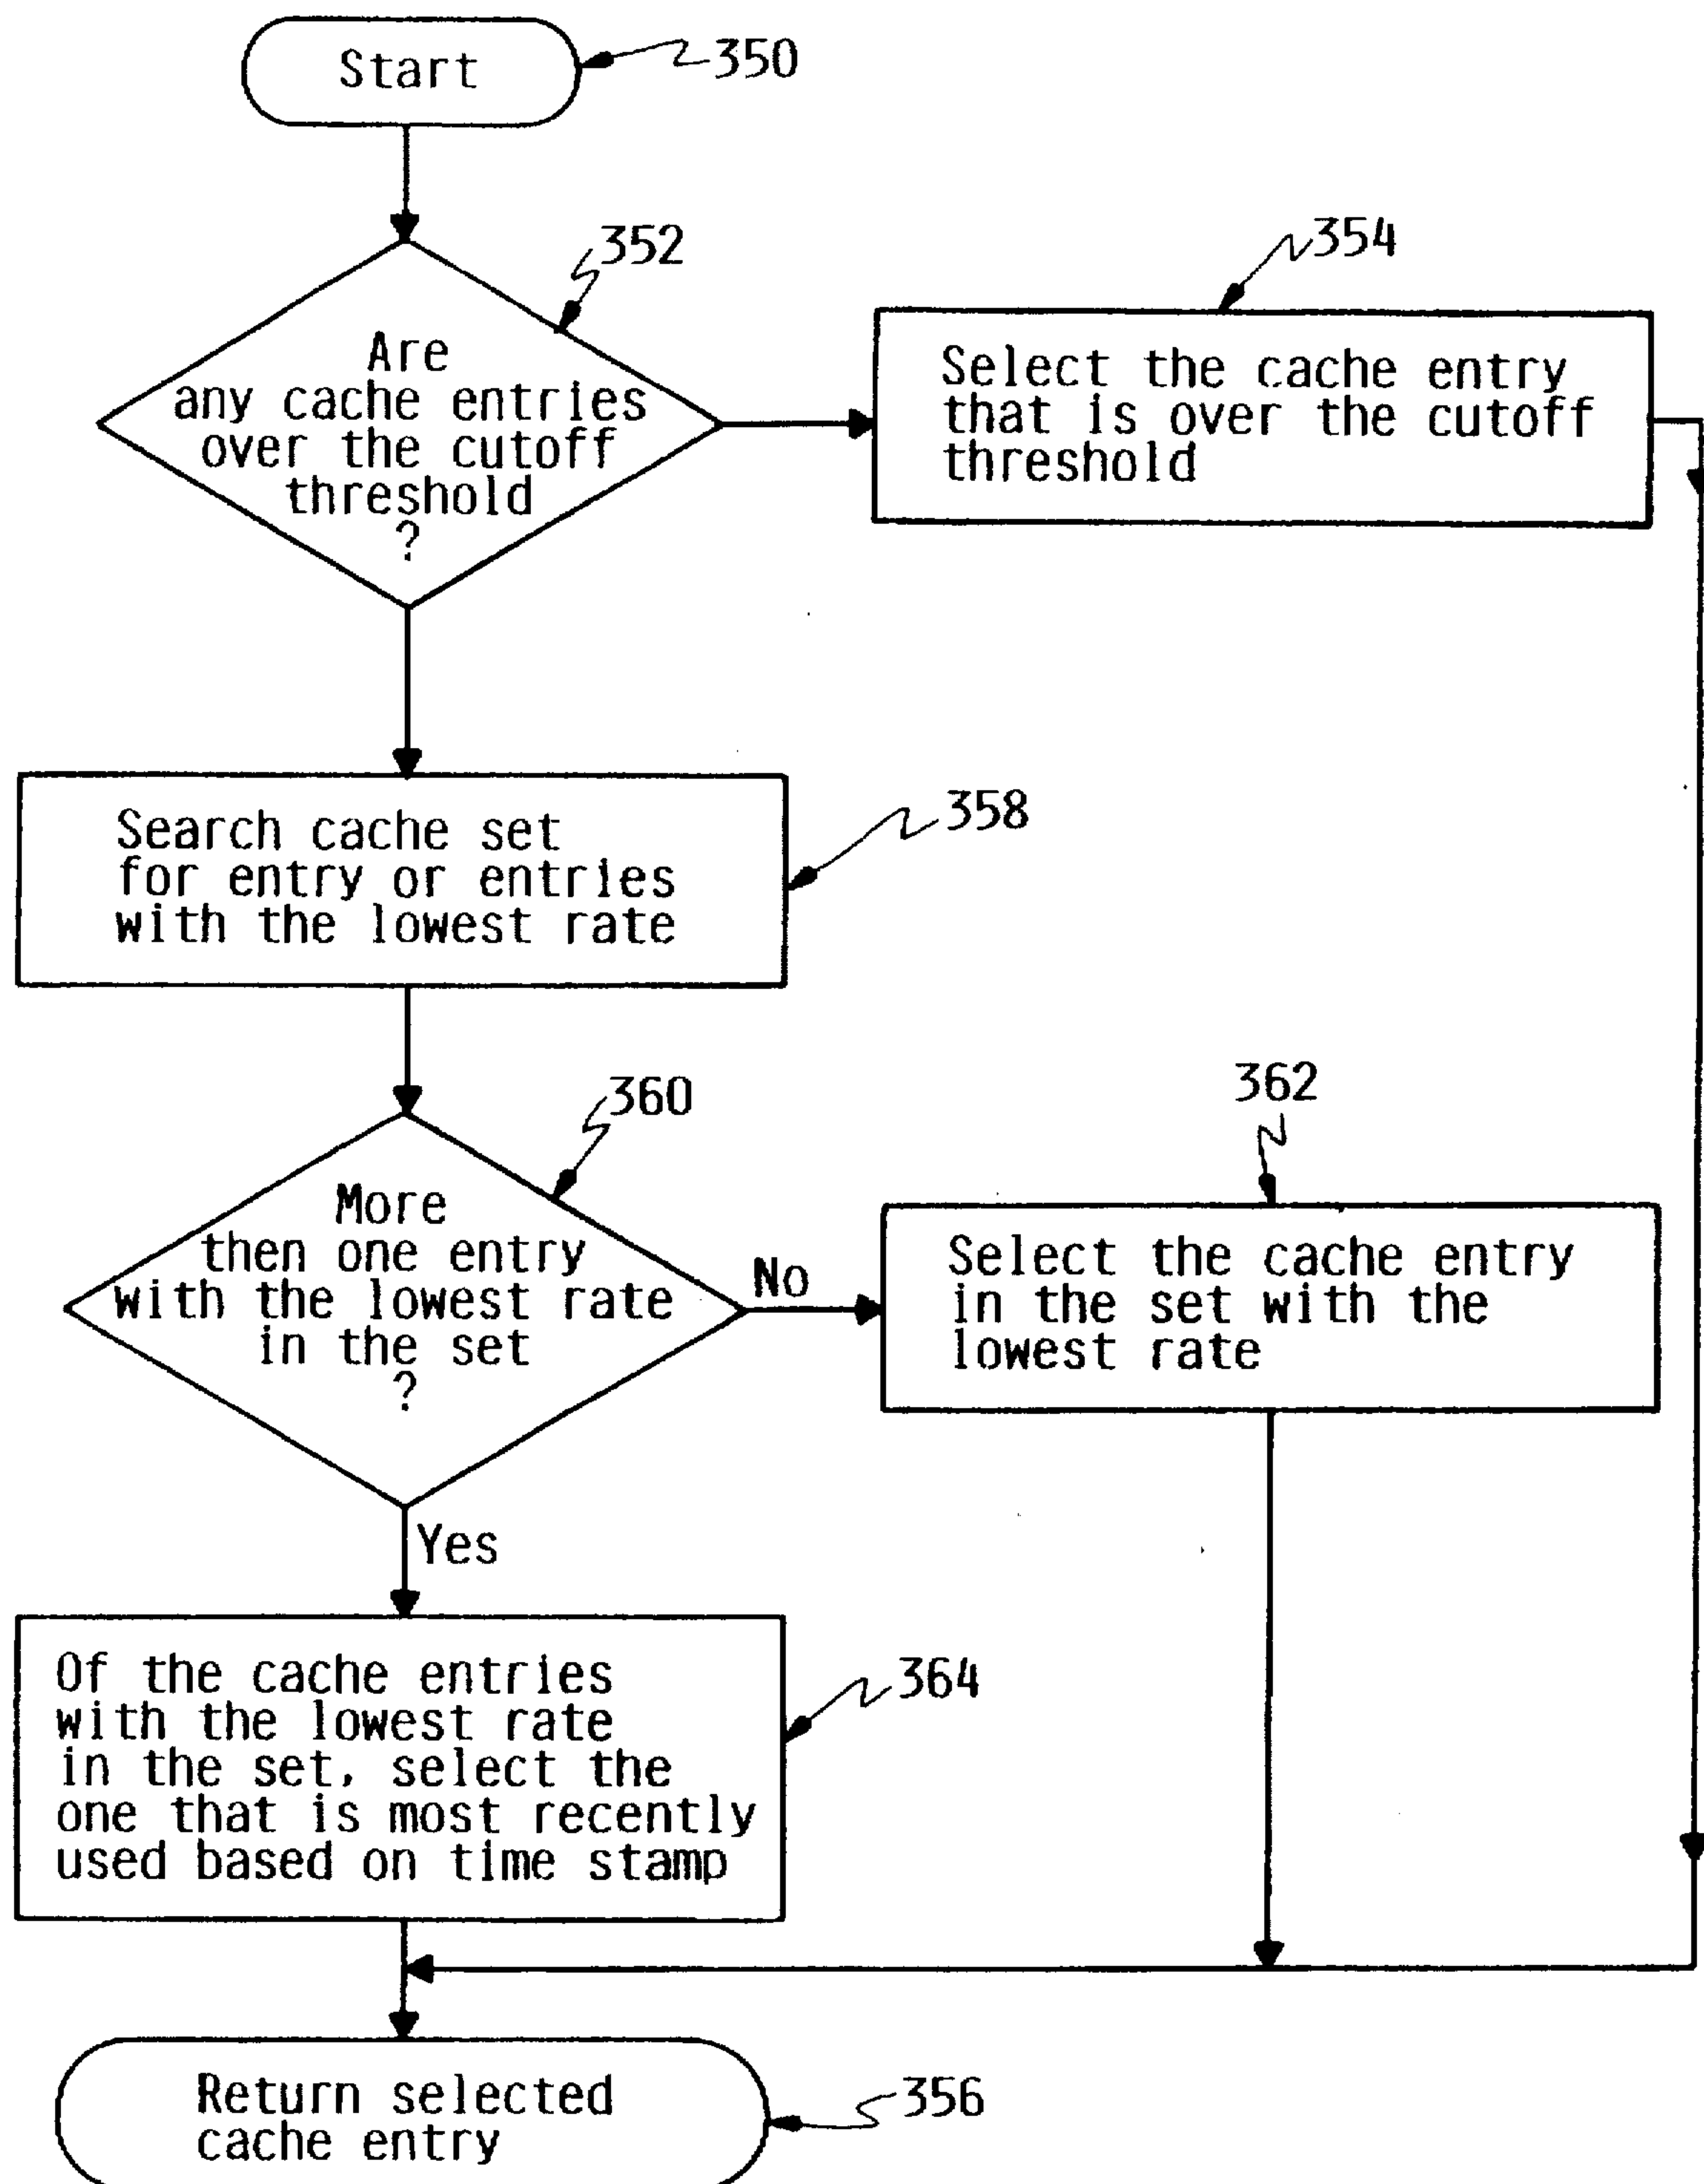 Start
350
352
Are
any cache entries
over the cutoff
threshold
?
354
Select the cache entry
that is over the cutoff
threshold
358
Search cache set
for entry or entries
with the lowest rate
360
More
then one entry
with the lowest rate
in the set
?
No
362
Select the cache entry
in the set with the
lowest rate
Yes
364
Of the cache entries
with the lowest rate
in the set, select the
one that is most recently
used based on time stamp
Return selected
cache entry
356